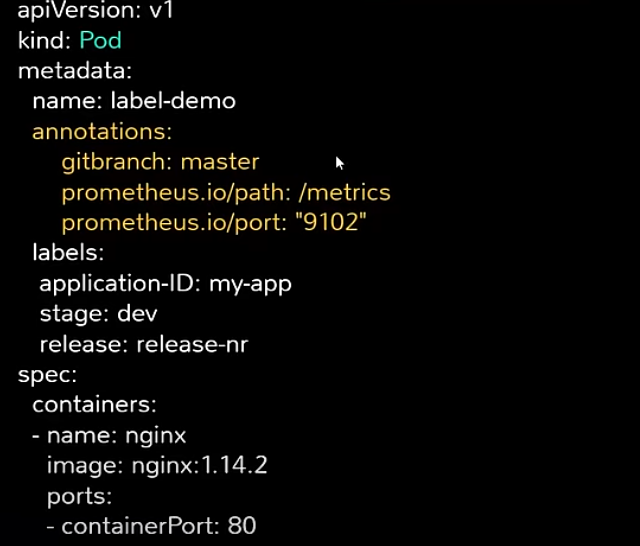 apiVersion: v1
kind: Pod
metadata:
  name: label-demo
  annotations:
    gitbranch: master
    prometheus.io/path: /metrics
    prometheus.io/port: "9102"
  labels:
   application-ID: my-app
   stage: dev
   release: release-nr
spec:
  containers:
  - name: nginx
    image: nginx:1.14.2
    ports:
    - containerPort: 80